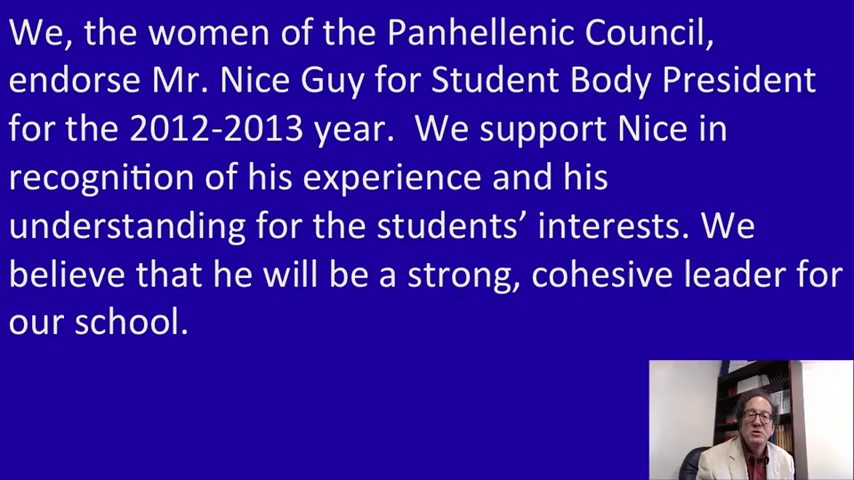 We, the women of the Panhellenic Council,
endorse Mr. Nice Guy for Student Body President
for the 2012-2013 year.  We support Nice in
recognition of his experience and his
understanding for the students’ interests. We
believe that he will be a strong, cohesive leader for
our school.